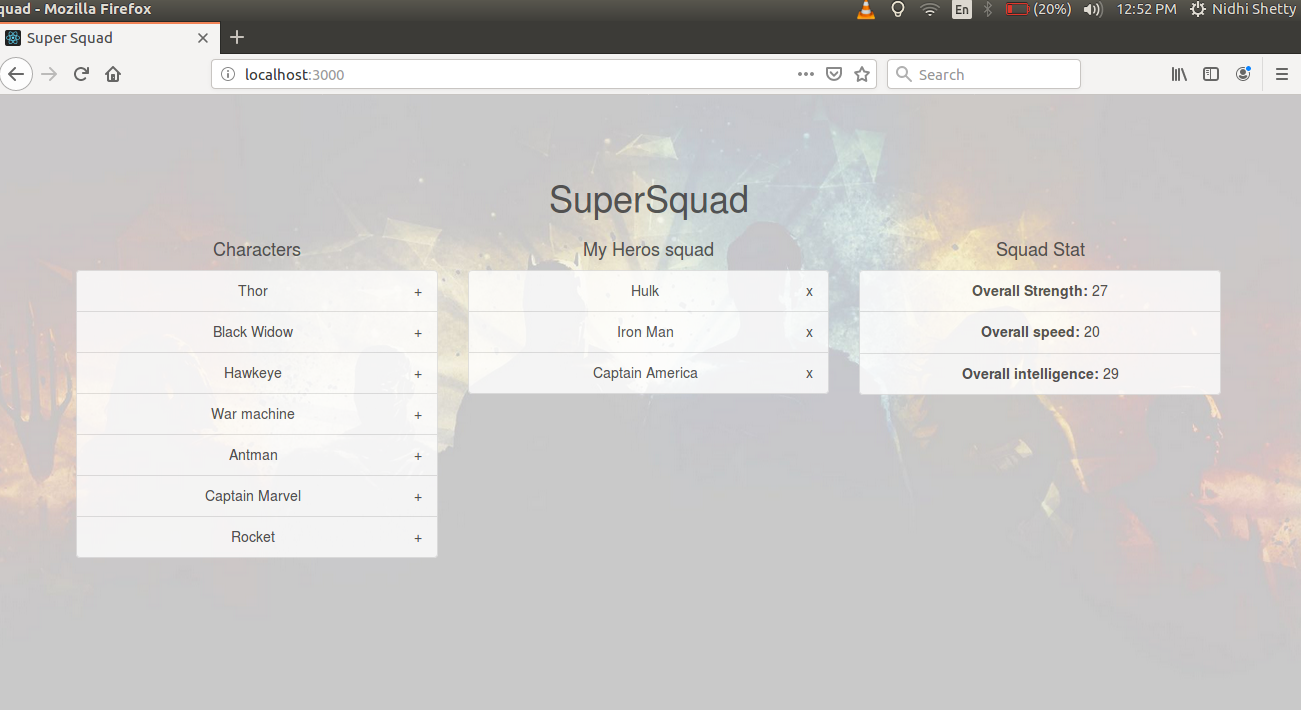 quad - Mozilla Firefox
En
(20%)
12:52 PM
Nidhi Shetty
Super Squad
localhost:3000
Search
SuperSquad
Characters
Thor +
Black Widow +
Hawkeye +
War machine +
Antman +
Captain Marvel +
Rocket +
My Heros squad
Hulk x
Iron Man x
Captain America x
Squad Stat
Overall Strength: 27
Overall speed: 20
Overall intelligence: 29